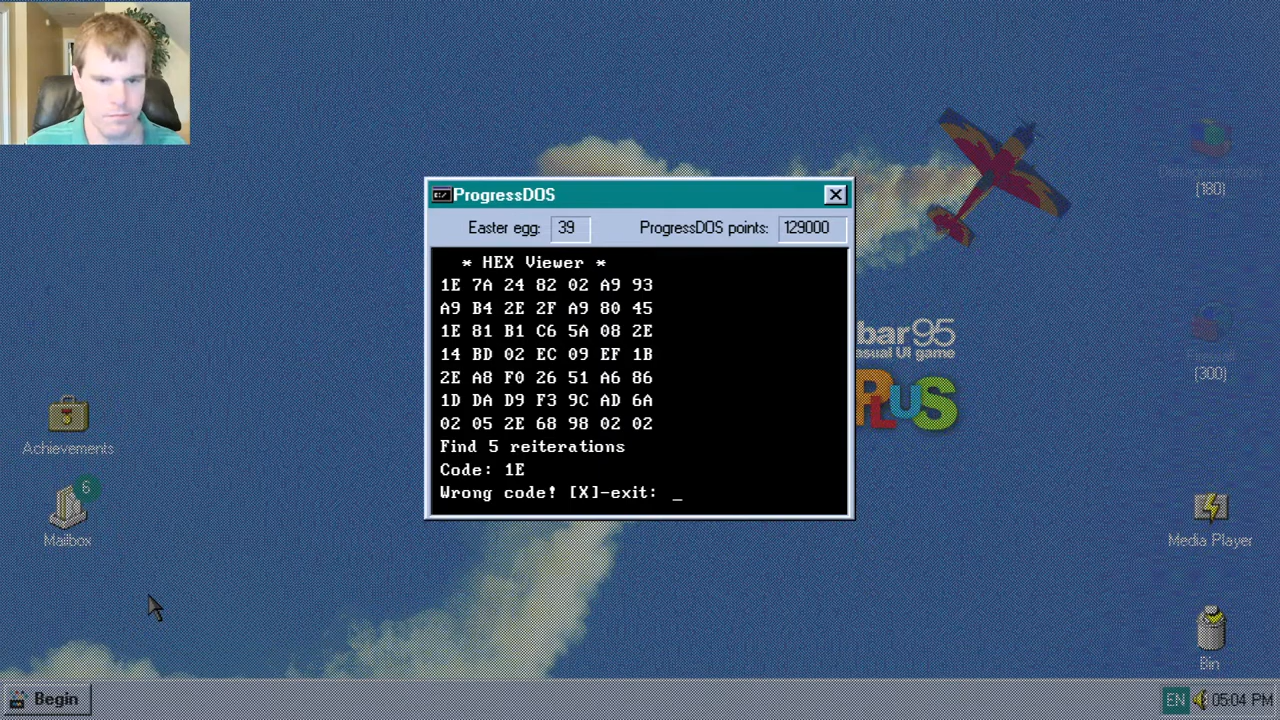 ProgressDOS
Easter egg: 39 ProgressDOS points: 129000
* HEX Viewer *
1E 7A 24 82 02 A9 93
A9 B4 2E 2F A9 80 45
1E 81 B1 C6 5A 08 2E
14 BD 02 EC 09 EF 1B
2E A8 F0 26 51 A6 86
1D DA D9 F3 9C AD 6A
02 05 2E 68 98 02 02
Find 5 reiterations
Code: 1E
Wrong code! [X]-exit: _
bar95
asual UI game
PLUS
(180)
(300)
Achievements
6
Mailbox
Media Player
Bin
Begin
EN 05:04 PM